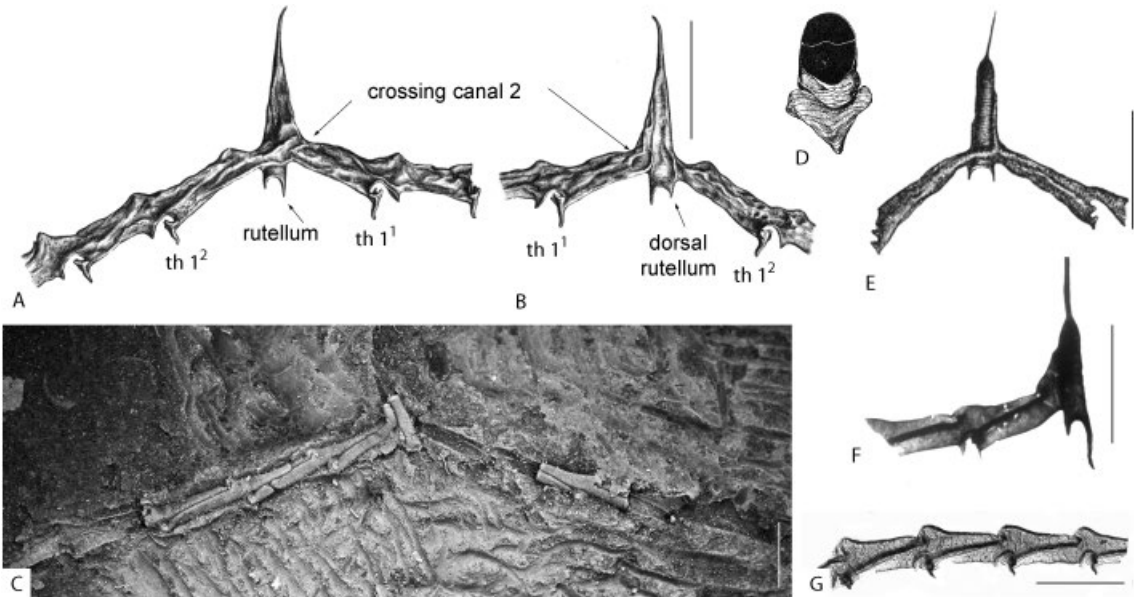 crossing canal 2
D
rutellum
th 1¹
th 1¹
dorsal
rutellum
th 1²
th 1²
A
B
E
F
C
G